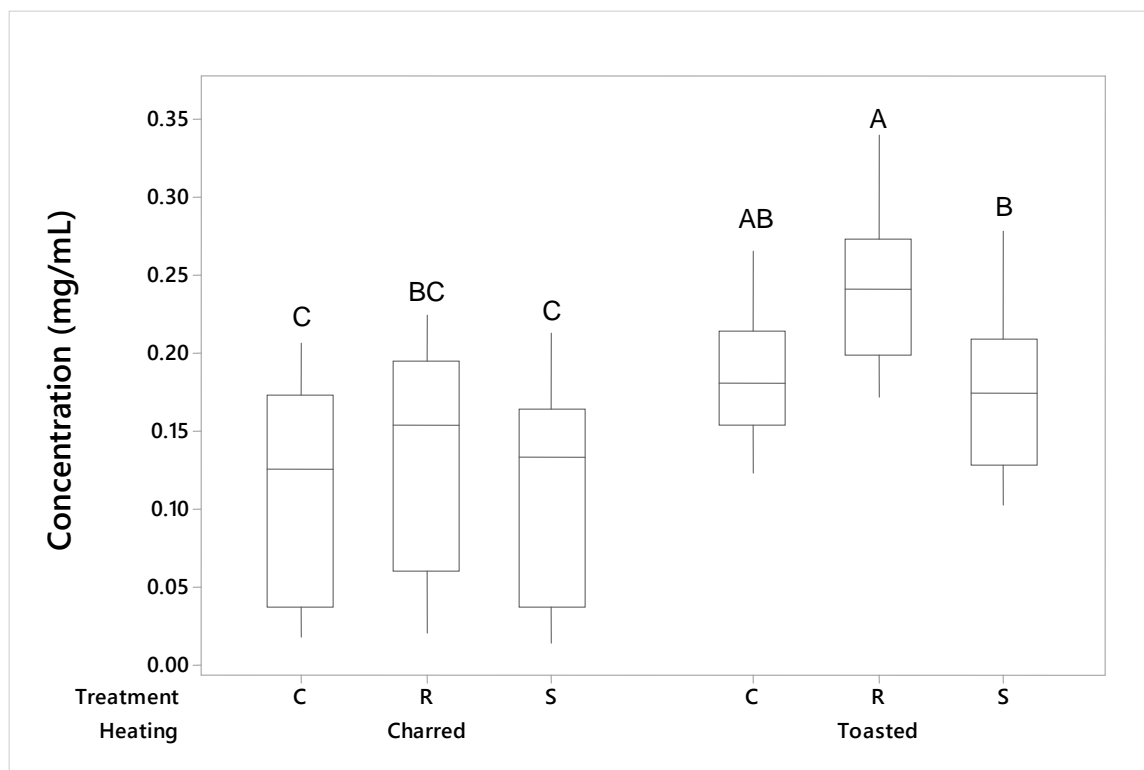 Concentration (mg/mL)
0.35
0.30
0.25
0.20
0.15
0.10
0.05
0.00
C
BC
C
AB
A
B
Treatment C R S C R S
Heating Charred Toasted